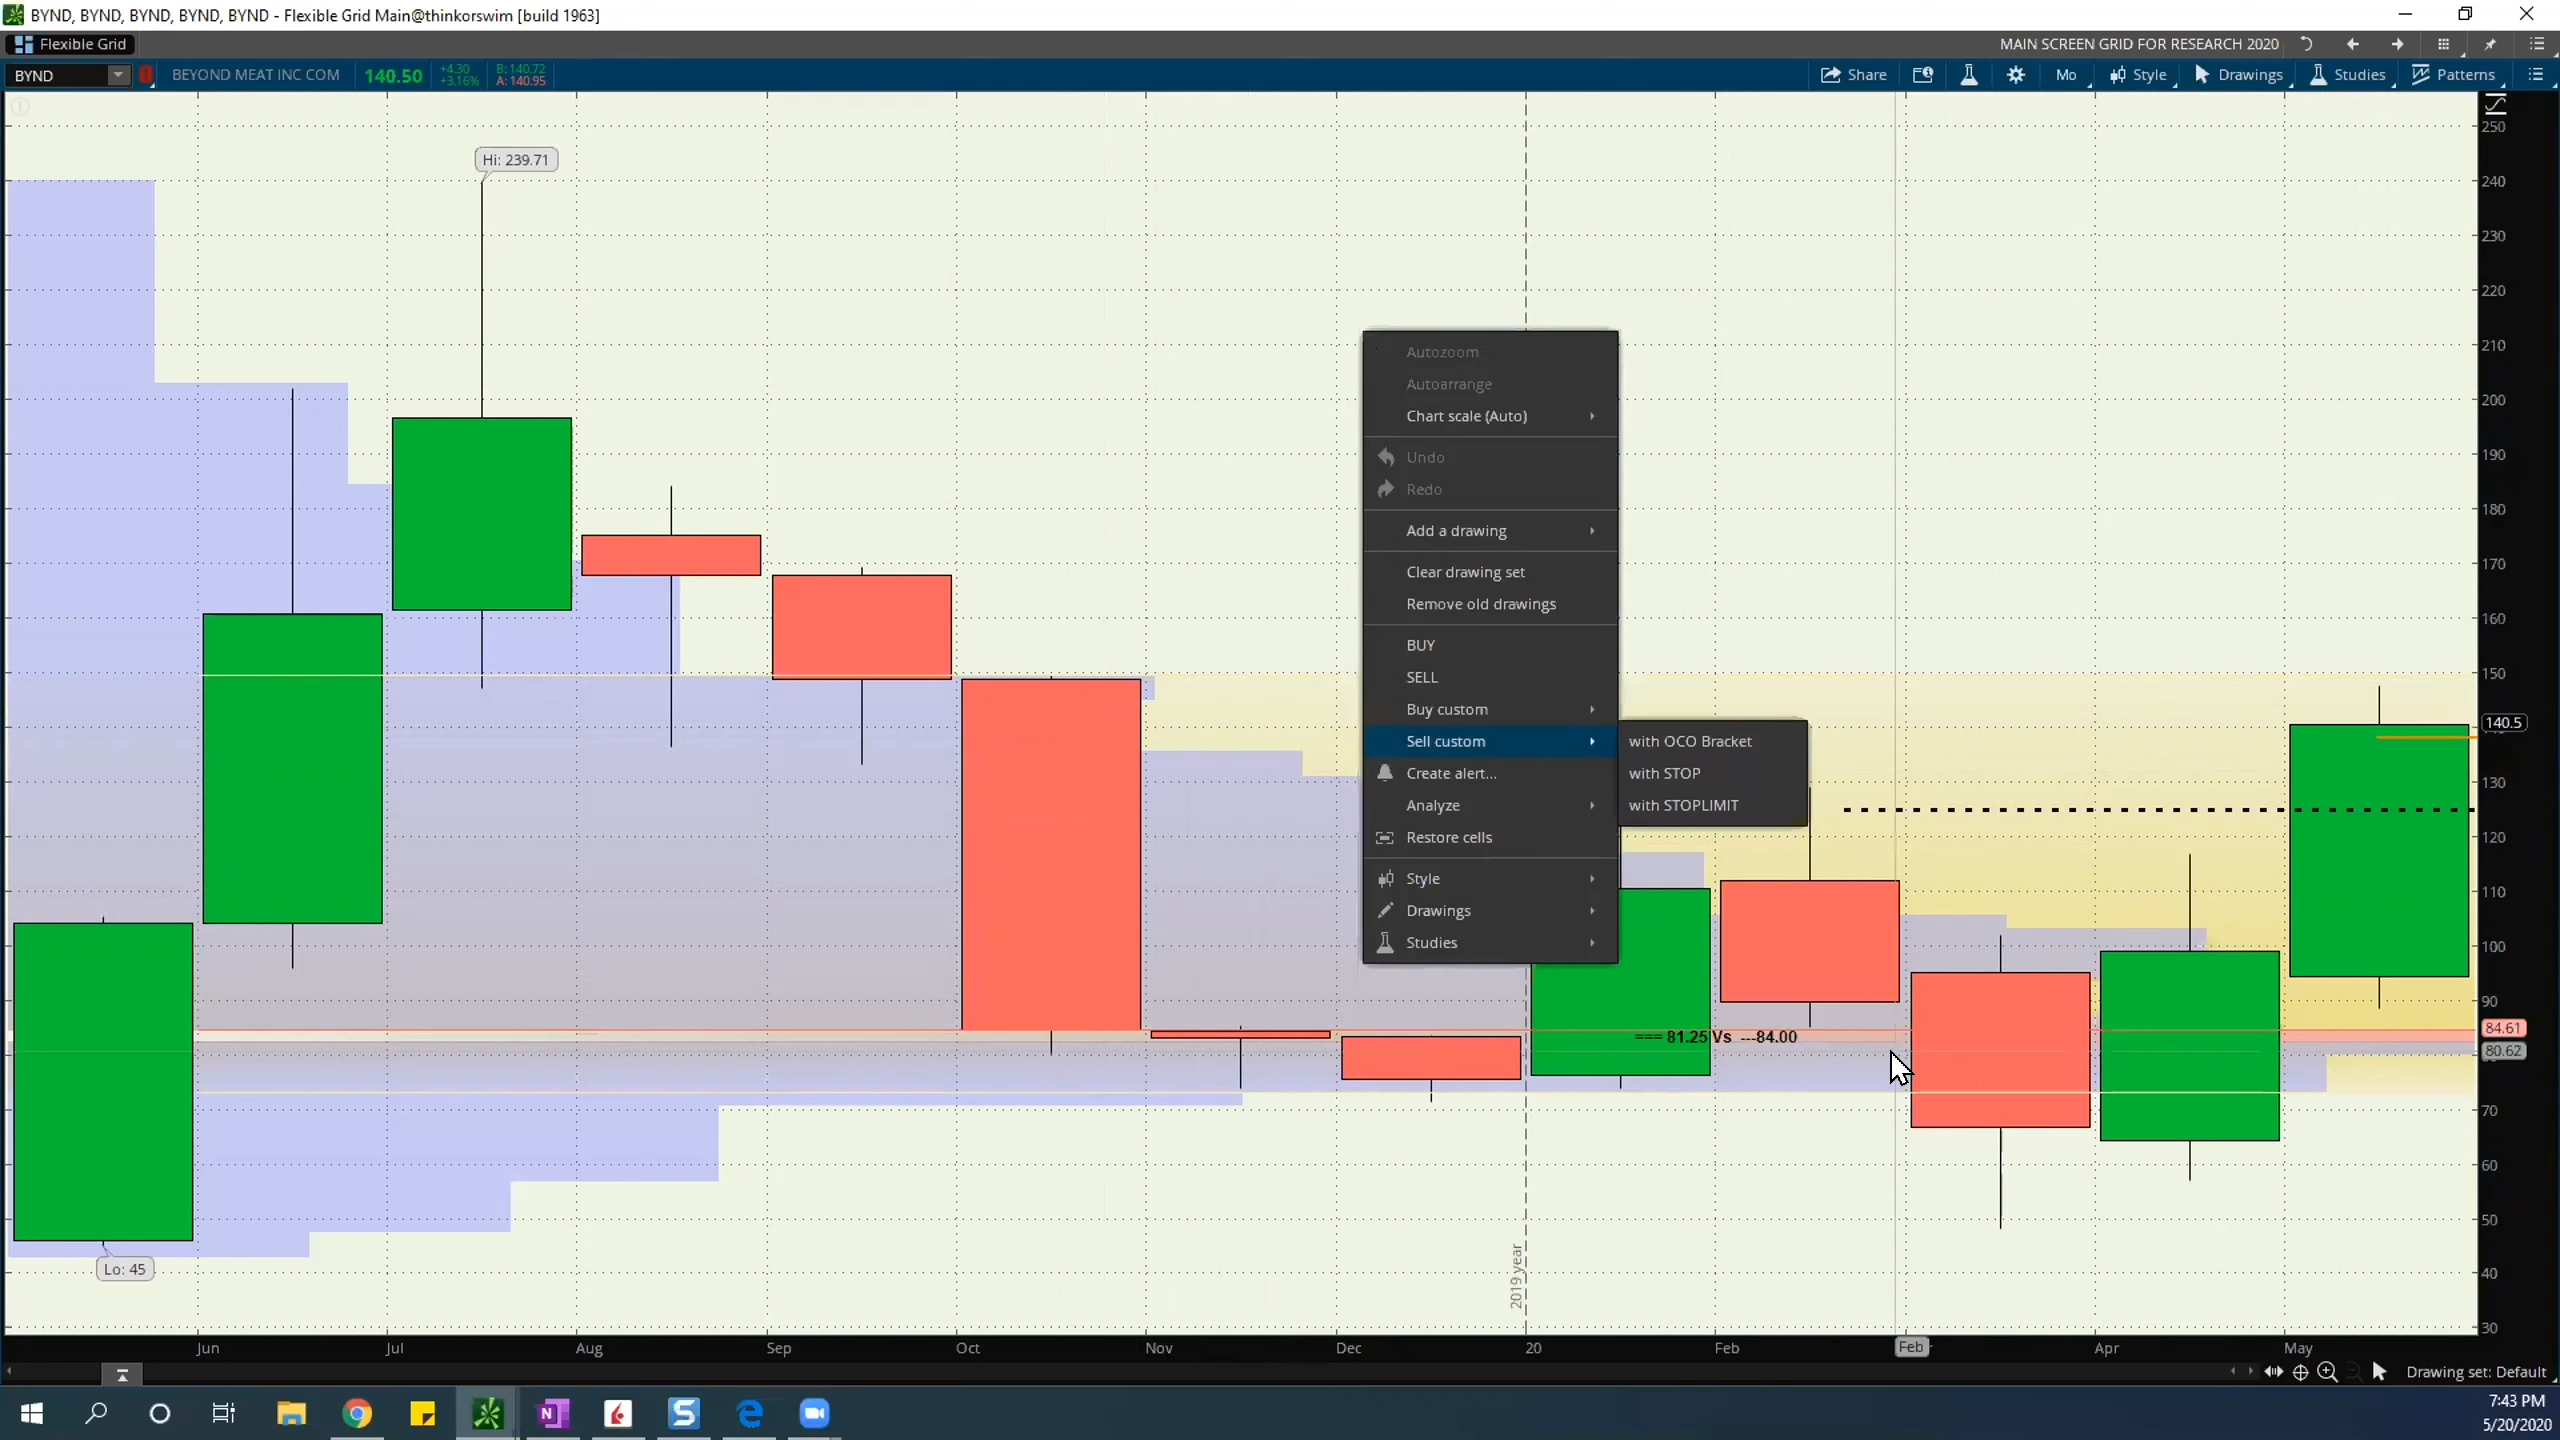 BYND, BYND, BYND, BYND, BYND - Flexible Grid Main@thinkorswim [build 1963]
Flexible Grid
MAIN SCREEN GRID FOR RESEARCH 2020
BYND
BEYOND MEAT INC COM
140.50
+4.30
+3.16%
B: 140.72
A: 140.95
Share
Mo
Style
Drawings
Studies
Patterns
Hi: 239.71
Lo: 45
Autozoom
Autoarrange
Chart scale (Auto)
Undo
Redo
Add a drawing
Clear drawing set
Remove old drawings
BUY
SELL
Buy custom
Sell custom
Create alert...
Analyze
Restore cells
Style
Drawings
Studies
with OCO Bracket
with STOP
with STOPLIMIT
=== 81.25 Vs ---84.00
2019 year
250
240
230
220
210
200
190
180
170
160
150
140.5
130
120
110
100
90
84.61
80.62
70
60
50
40
30
Jun
Jul
Aug
Sep
Oct
Nov
Dec
20
Feb
Feb
Apr
May
Drawing set: Default
7:43 PM
5/20/2020